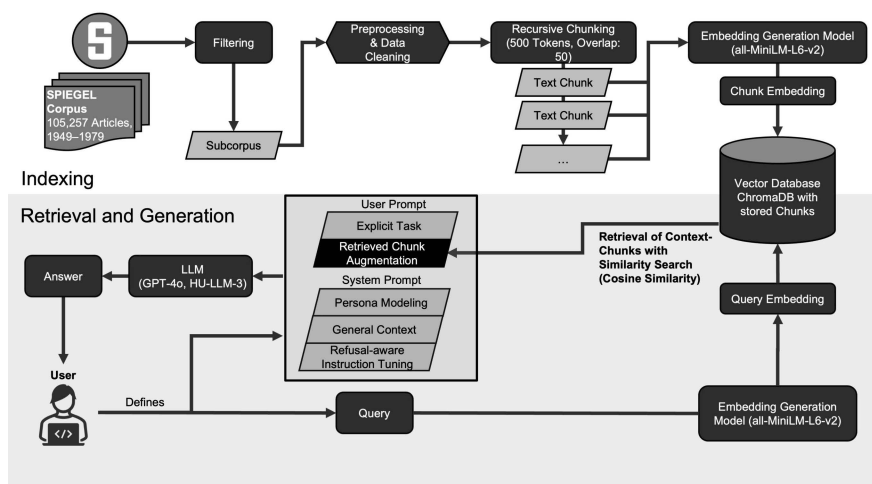 S
Filtering
Preprocessing
& Data
Cleaning
Recursive Chunking
(500 Tokens, Overlap:
50)
Embedding Generation Model
(all-MiniLM-L6-v2)
SPIEGEL
Corpus
105,257 Articles,
1949–1979
Subcorpus
Text Chunk
Text Chunk
…
Chunk Embedding
Indexing
Vector Database
ChromaDB with
stored Chunks
Retrieval and Generation
User Prompt
Explicit Task
Retrieved Chunk
Augmentation
System Prompt
Persona Modeling
General Context
Refusal-aware
Instruction Tuning
Retrieval of Context-
Chunks with
Similarity Search
(Cosine Similarity)
Answer
LLM
(GPT-4o, HU-LLM-3)
Query Embedding
User
Defines
Query
Embedding Generation
Model (all-MiniLM-L6-v2)